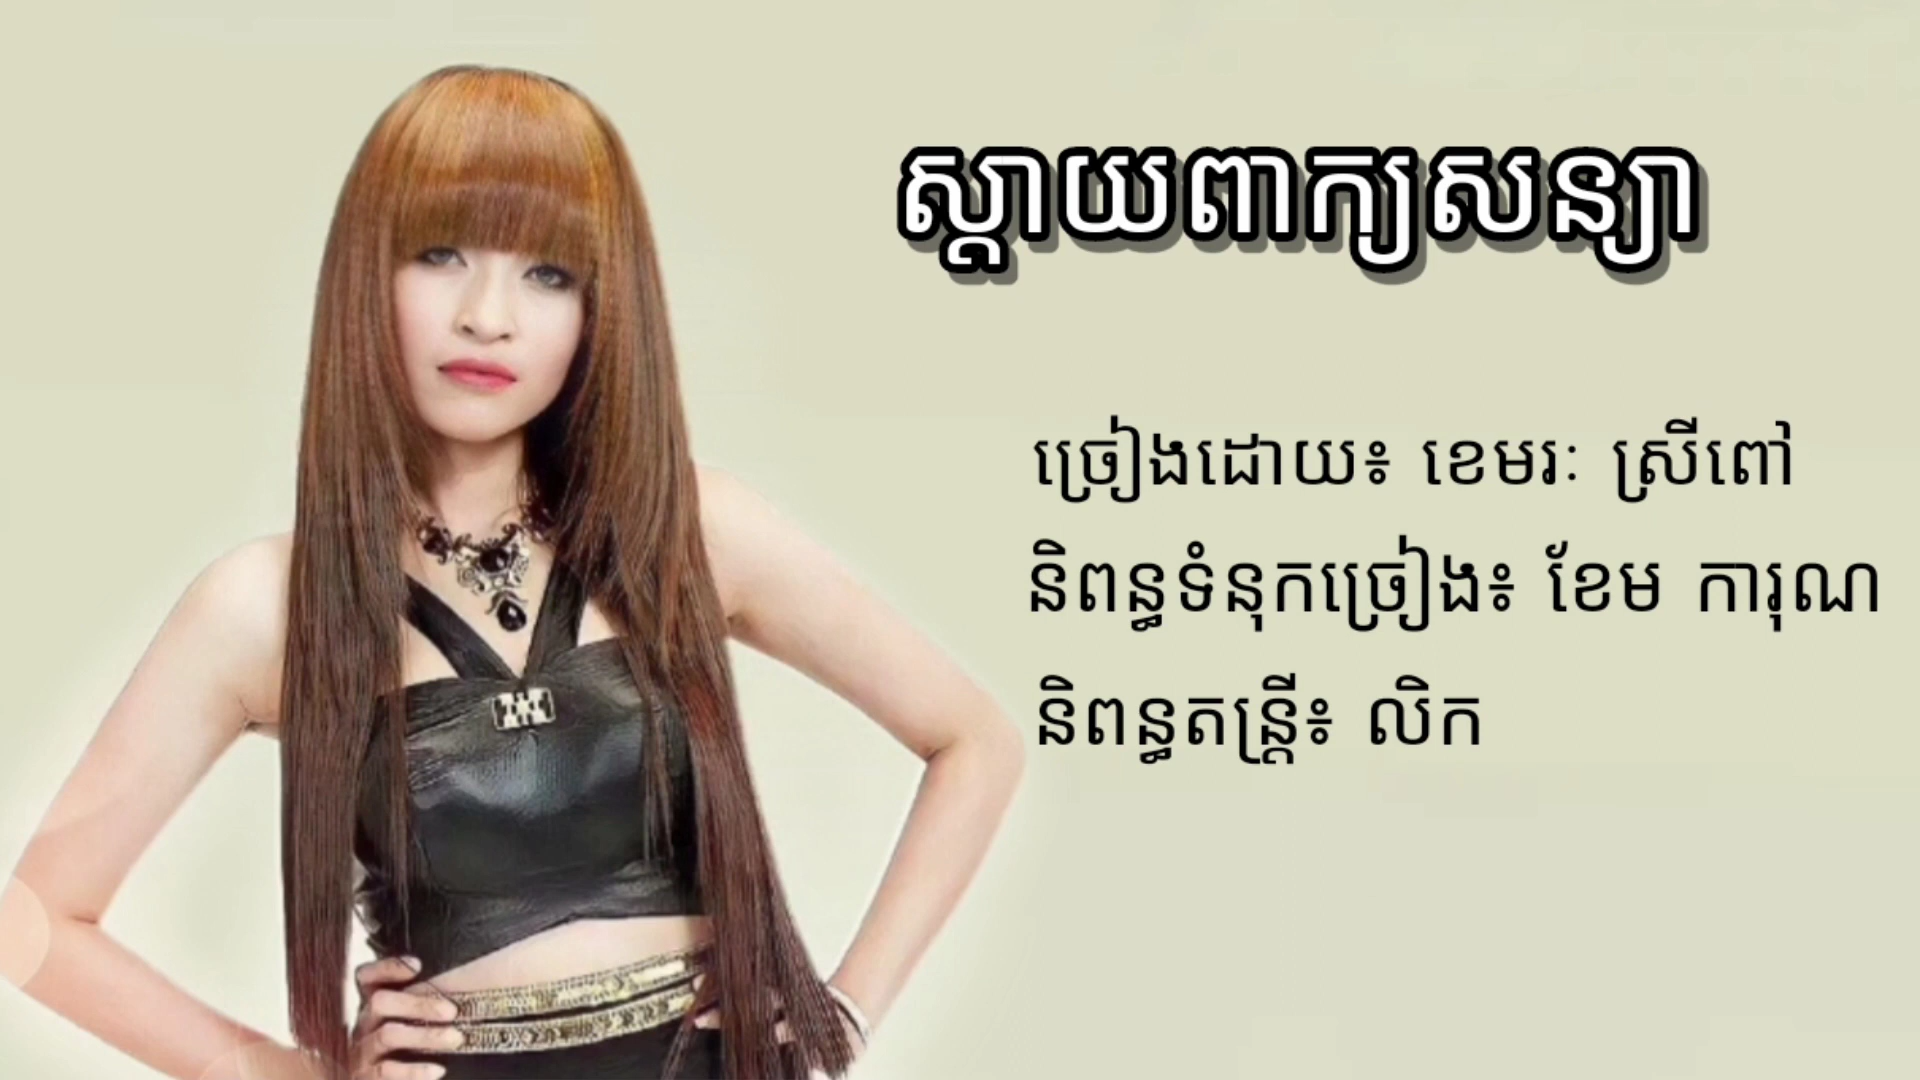 ស្ដាយពាក្យសន្យា
ច្រៀងដោយ៖ ខេមរៈ ស្រីពៅ
និពន្ធទំនុកច្រៀង៖ ខែម ការុណ
និពន្ធតន្ត្រី៖ លិក